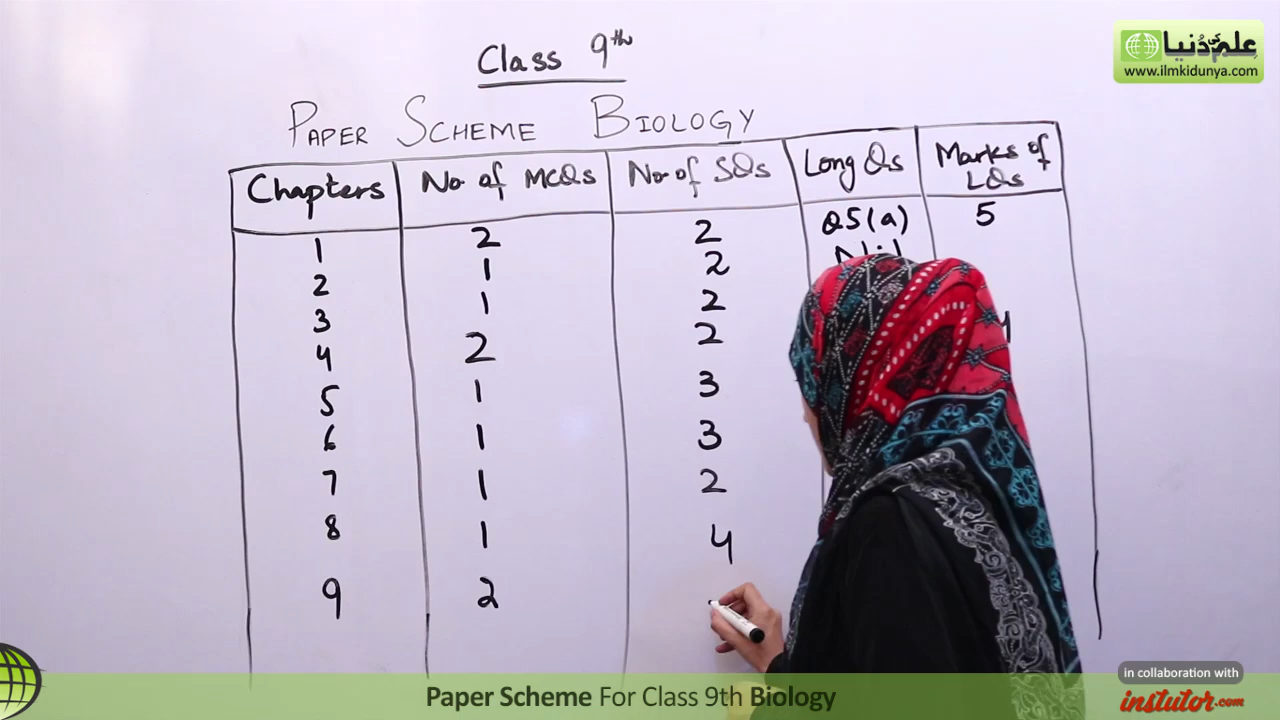 Class 9th
علم کی دُنیا
www.ilmkidunya.com
PAPER SCHEME BIOLOGY
Chapters No of MCQs No of SQs Long Qs Marks of LQs
1 2 2 Q5(a) 5
2 1 2 Nil
3 1 2
4 2 2
5 1 3
6 1 3
7 1 2
8 1 4
9 2
in collaboration with
Paper Scheme For Class 9th Biology
instutor.com